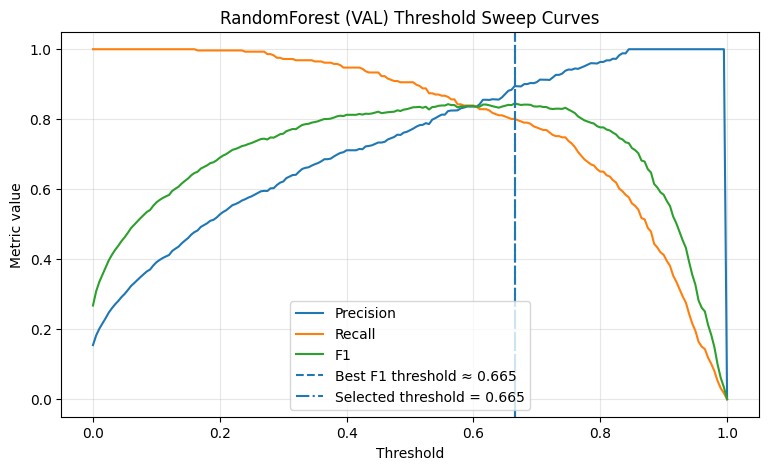 RandomForest (VAL) Threshold Sweep Curves
Metric value
1.0
0.8
0.6
0.4
0.2
0.0
Precision
Recall
F1
Best F1 threshold ≈ 0.665
Selected threshold = 0.665
0.0 0.2 0.4 0.6 0.8 1.0
Threshold